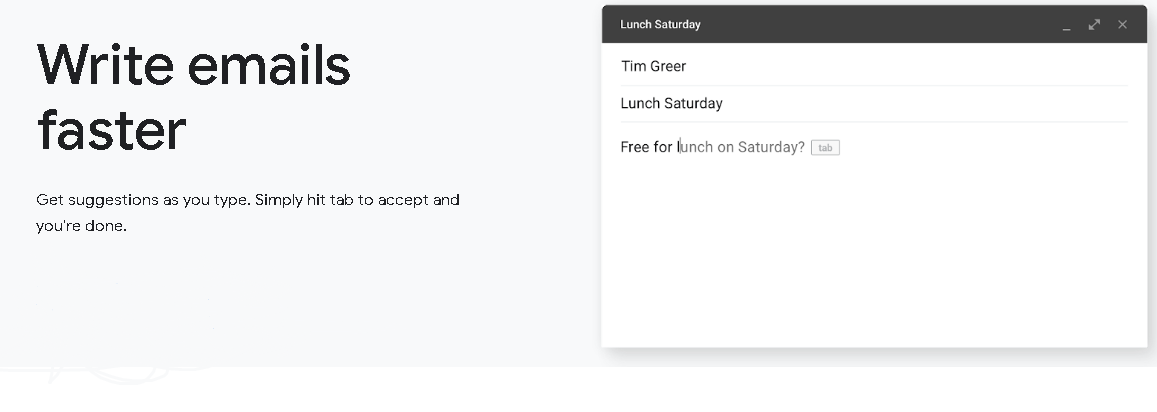 Write emails
faster
Get suggestions as you type. Simply hit tab to accept and
you're done.
Lunch Saturday
Tim Greer
Lunch Saturday
Free for lunch on Saturday? tab